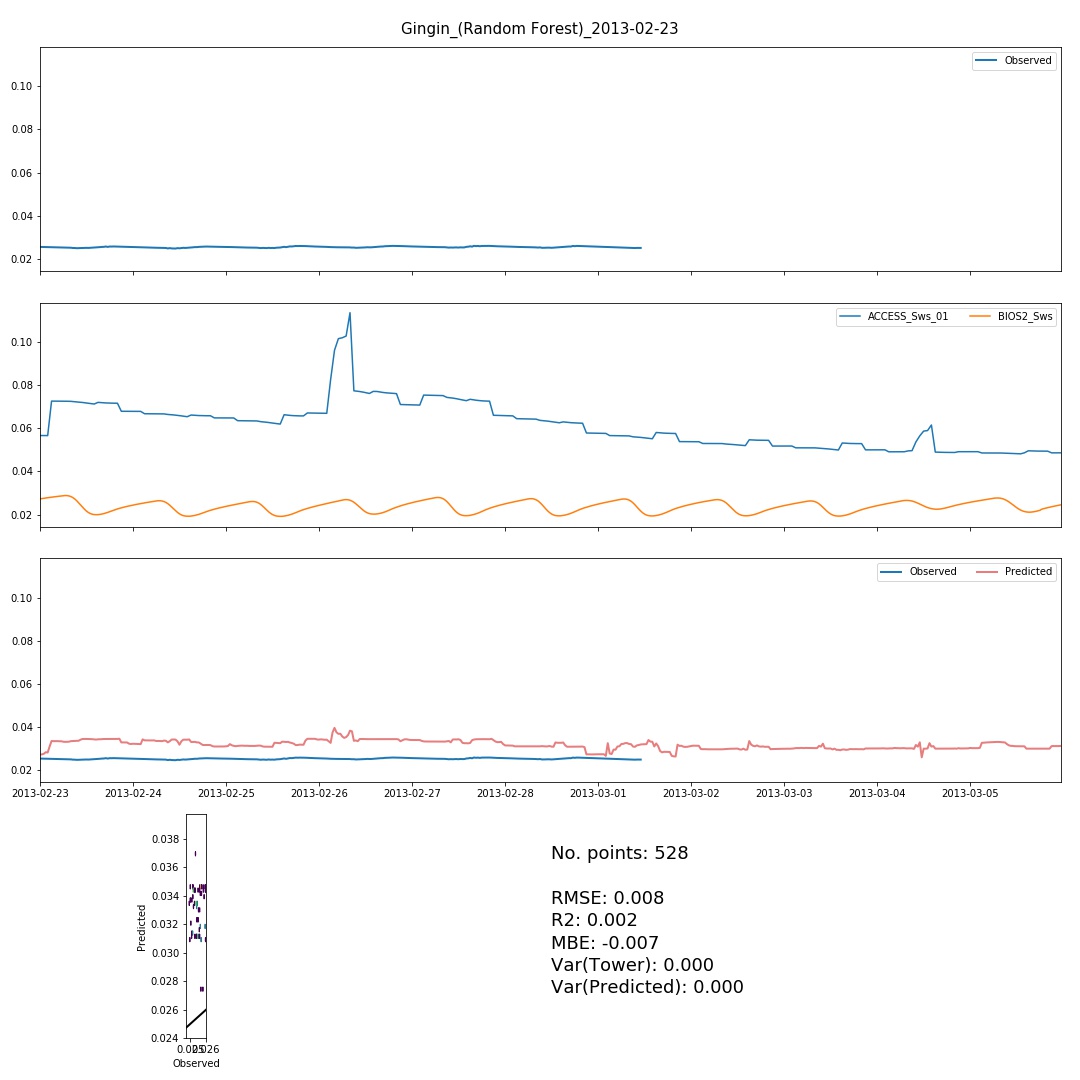 Gingin_(Random Forest)_2013-02-23
Observed
0.10
0.08
0.06
0.04
0.02
ACCESS_Sws_01 BIOS2_Sws
0.10
0.08
0.06
0.04
0.02
Observed Predicted
0.10
0.08
0.06
0.04
0.02
2013-02-23 2013-02-24 2013-02-25 2013-02-26 2013-02-27 2013-02-28 2013-03-01 2013-03-02 2013-03-03 2013-03-04 2013-03-05
0.038
0.036
0.034
0.032
0.030
0.028
0.026
0.024
Predicted
0.025 0.026
Observed
No. points: 528
RMSE: 0.008
R2: 0.002
MBE: -0.007
Var(Tower): 0.000
Var(Predicted): 0.000